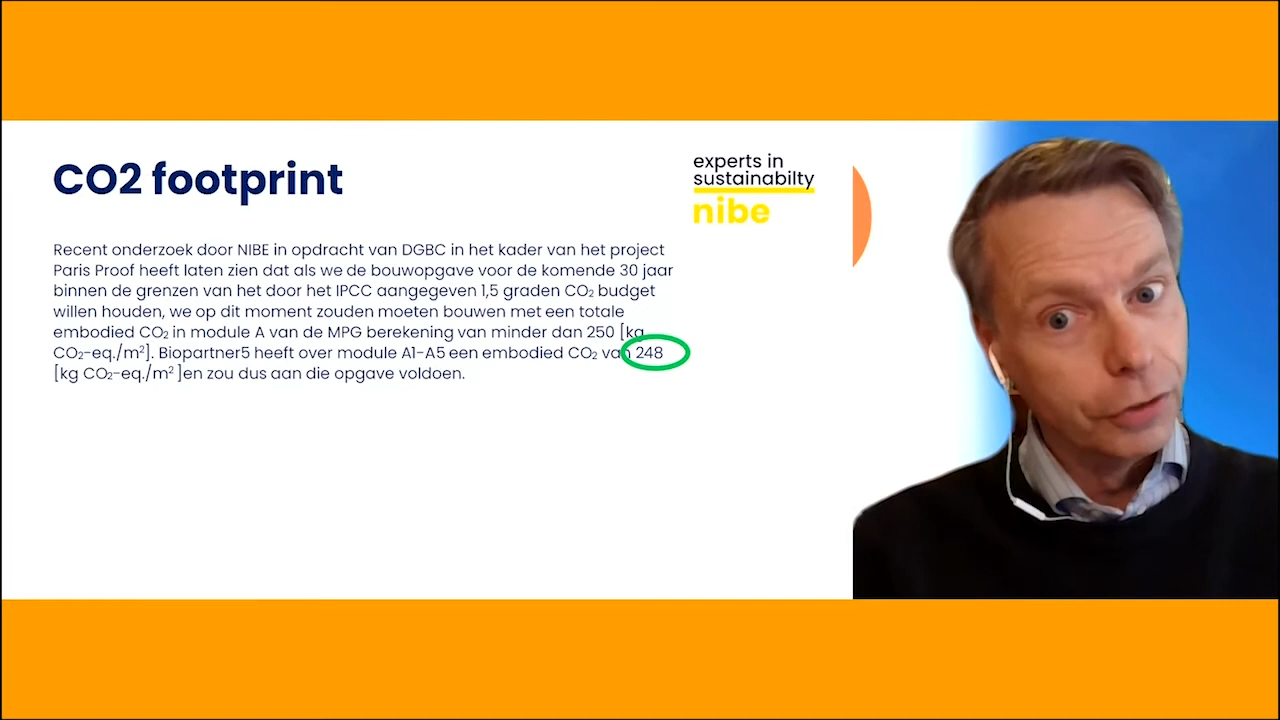 CO2 footprint
experts in
sustainabilty
nibe
Recent onderzoek door NIBE in opdracht van DGBC in het kader van het project
Paris Proof heeft laten zien dat als we de bouwopgave voor de komende 30 jaar
binnen de grenzen van het door het IPCC aangegeven 1,5 graden CO₂ budget
willen houden, we op dit moment zouden moeten bouwen met een totale
embodied CO₂ in module A van de MPG berekening van minder dan 250 [kg
CO₂-eq./m²]. Biopartner5 heeft over module A1-A5 een embodied CO₂ van 248
[kg CO₂-eq./m² ]en zou dus aan die opgave voldoen.